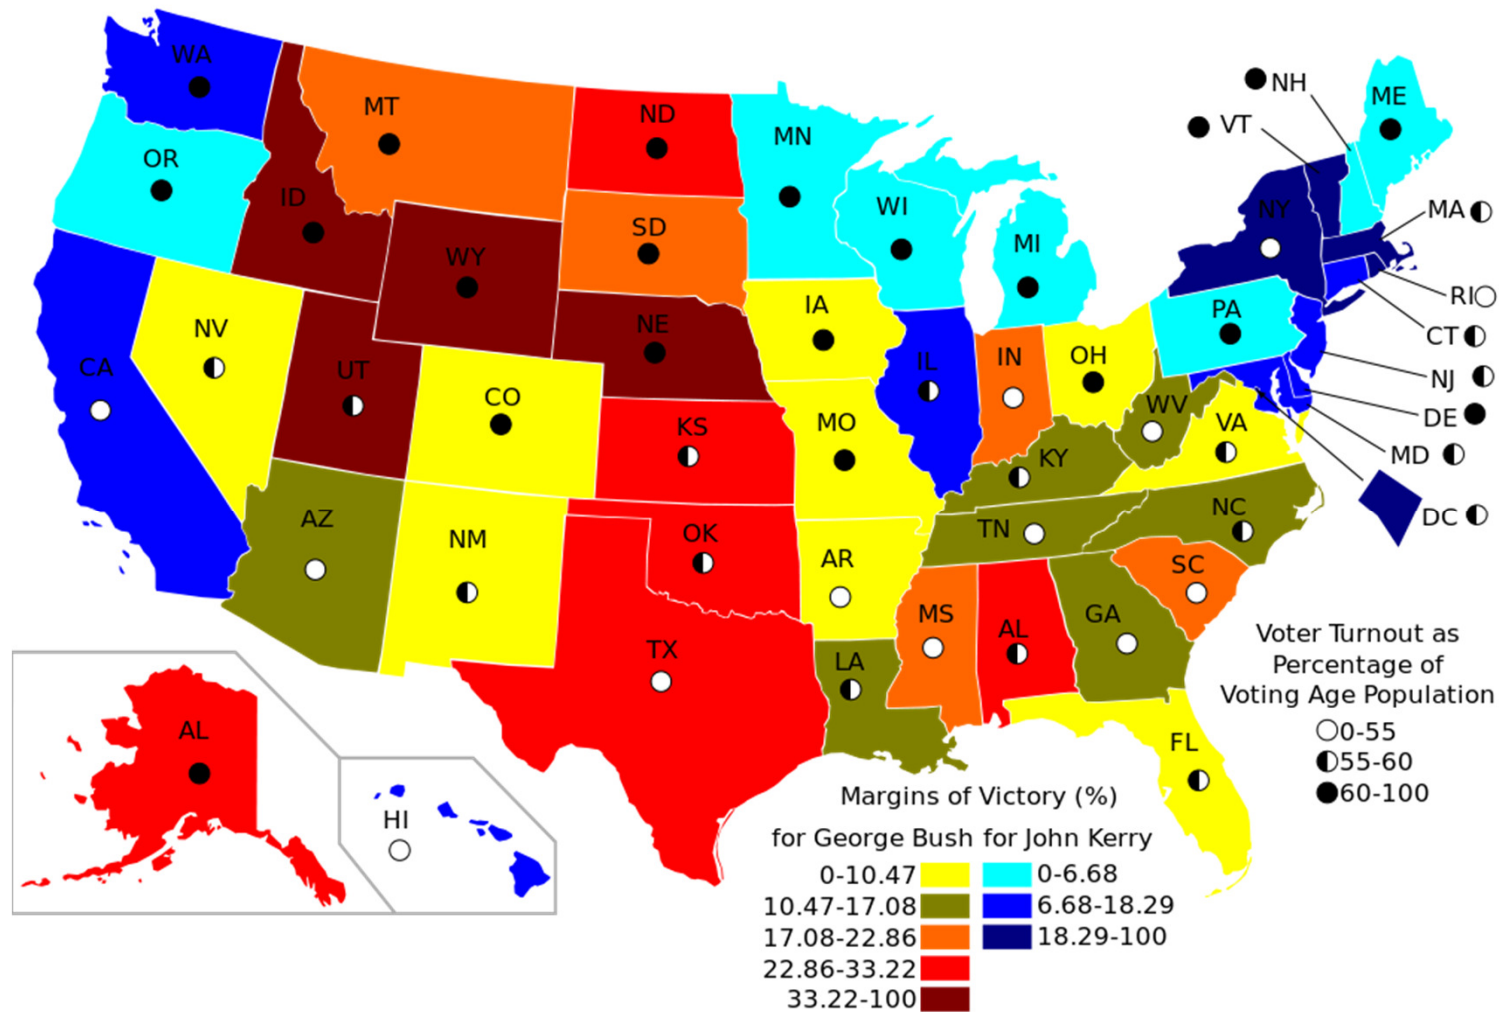 WA
MT
ND
MN
NH
ME
VT
OR
ID
SD
WI
MI
NY
MA
WY
RI
NV
NE
IA
PA
CT
CA
UT
CO
IL
IN
OH
NJ
KS
MO
WV
VA
DE
KY
MD
AZ
NM
OK
AR
TN
NC
DC
SC
MS
AL
GA
TX
LA
FL
AL
HI
Voter Turnout as
Percentage of
Voting Age Population
0-55
55-60
60-100
Margins of Victory (%)
for George Bush for John Kerry
0-10.47 0-6.68
10.47-17.08 6.68-18.29
17.08-22.86 18.29-100
22.86-33.22
33.22-100